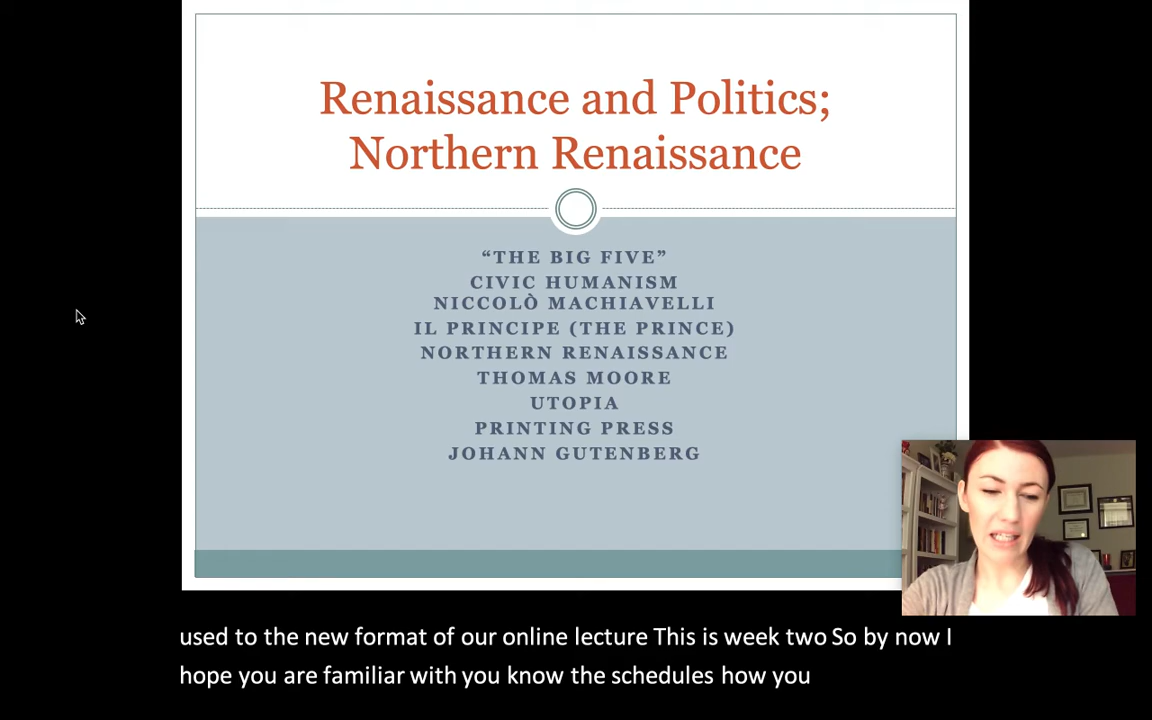 Renaissance and Politics;
Northern Renaissance
“THE BIG FIVE”
CIVIC HUMANISM
NICCOLÒ MACHIAVELLI
IL PRINCIPE (THE PRINCE)
NORTHERN RENAISSANCE
THOMAS MOORE
UTOPIA
PRINTING PRESS
JOHANN GUTENBERG
used to the new format of our online lecture This is week two So by now I
hope you are familiar with you know the schedules how you